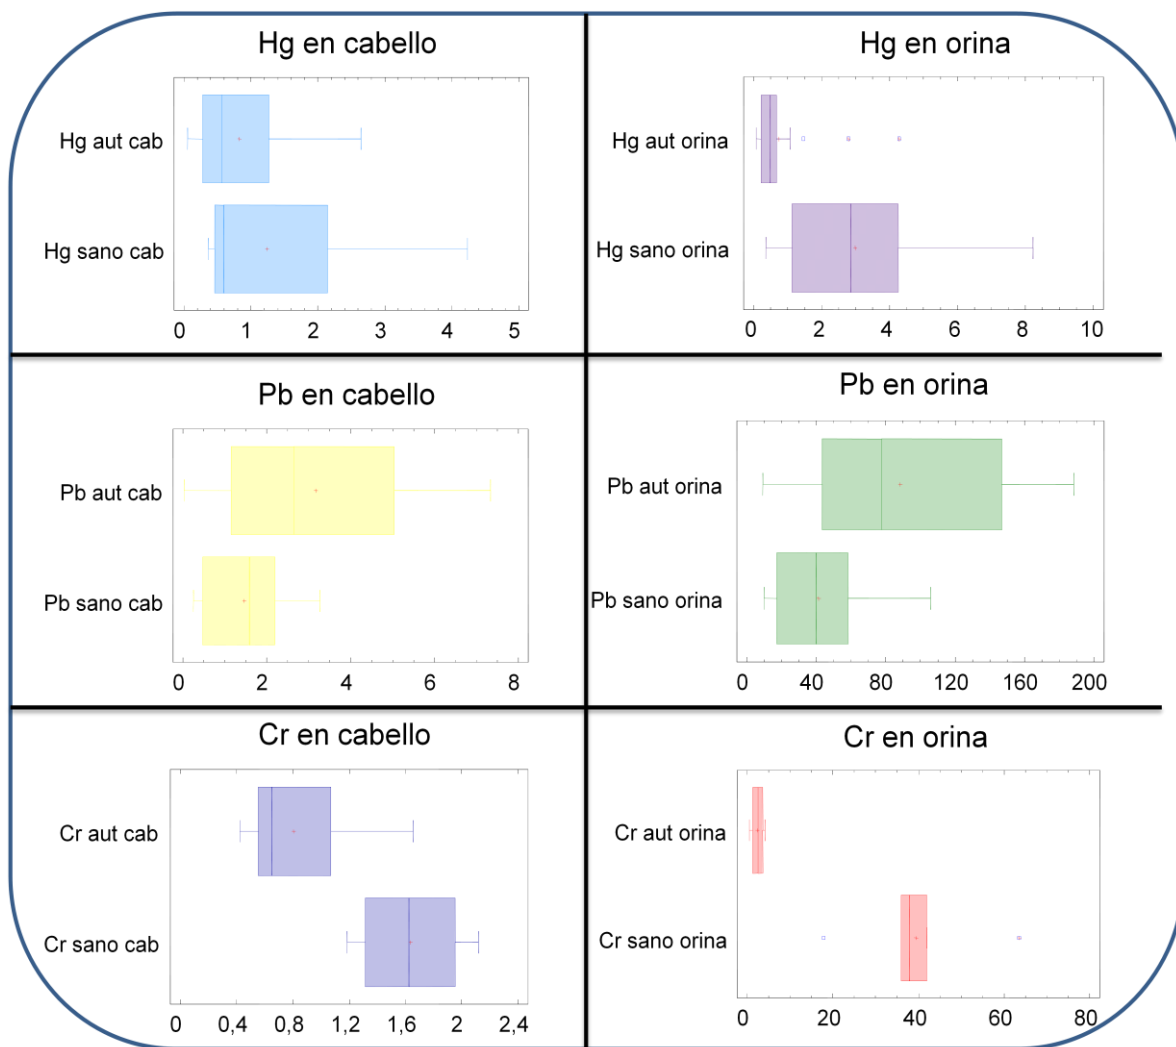 Hg en cabello
Hg aut cab
Hg sano cab
0 1 2 3 4 5
Hg en orina
Hg aut orina
Hg sano orina
0 2 4 6 8 10
Pb en cabello
Pb aut cab
Pb sano cab
0 2 4 6 8
Pb en orina
Pb aut orina
Pb sano orina
0 40 80 120 160 200
Cr en cabello
Cr aut cab
Cr sano cab
0 0,4 0,8 1,2 1,6 2 2,4
Cr en orina
Cr aut orina
Cr sano orina
0 20 40 60 80